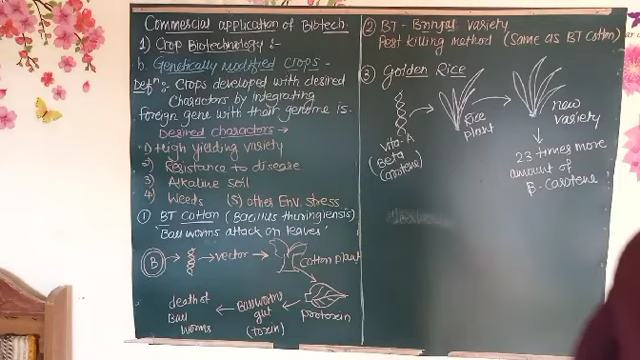 Commercial application of Biotech.
1) Crop Biotechnology :-
b. Genetically modified crops -
Defⁿ :- Crops developed with desired
Characters by integrating
Foreign gene with their genome is.
Desired charactors →
1) High yielding variety
2) Resistance to disease
3) Alkaline soil
4) Weeds (5) other Env. stress
① BT cotton (Bacillus thuringiensis)
'Ball worms attack on leaves'
B → → vector → cotton plant
protoxin
Ball worms gut (toxin)
death of Ball worms
② BT - Brinjal variety
Pest killing method (Same as BT cotton)
③ Golden Rice
vita. A
(Beta carotene)
Rice plant
new variety
23 times more
amount of
β-carotene